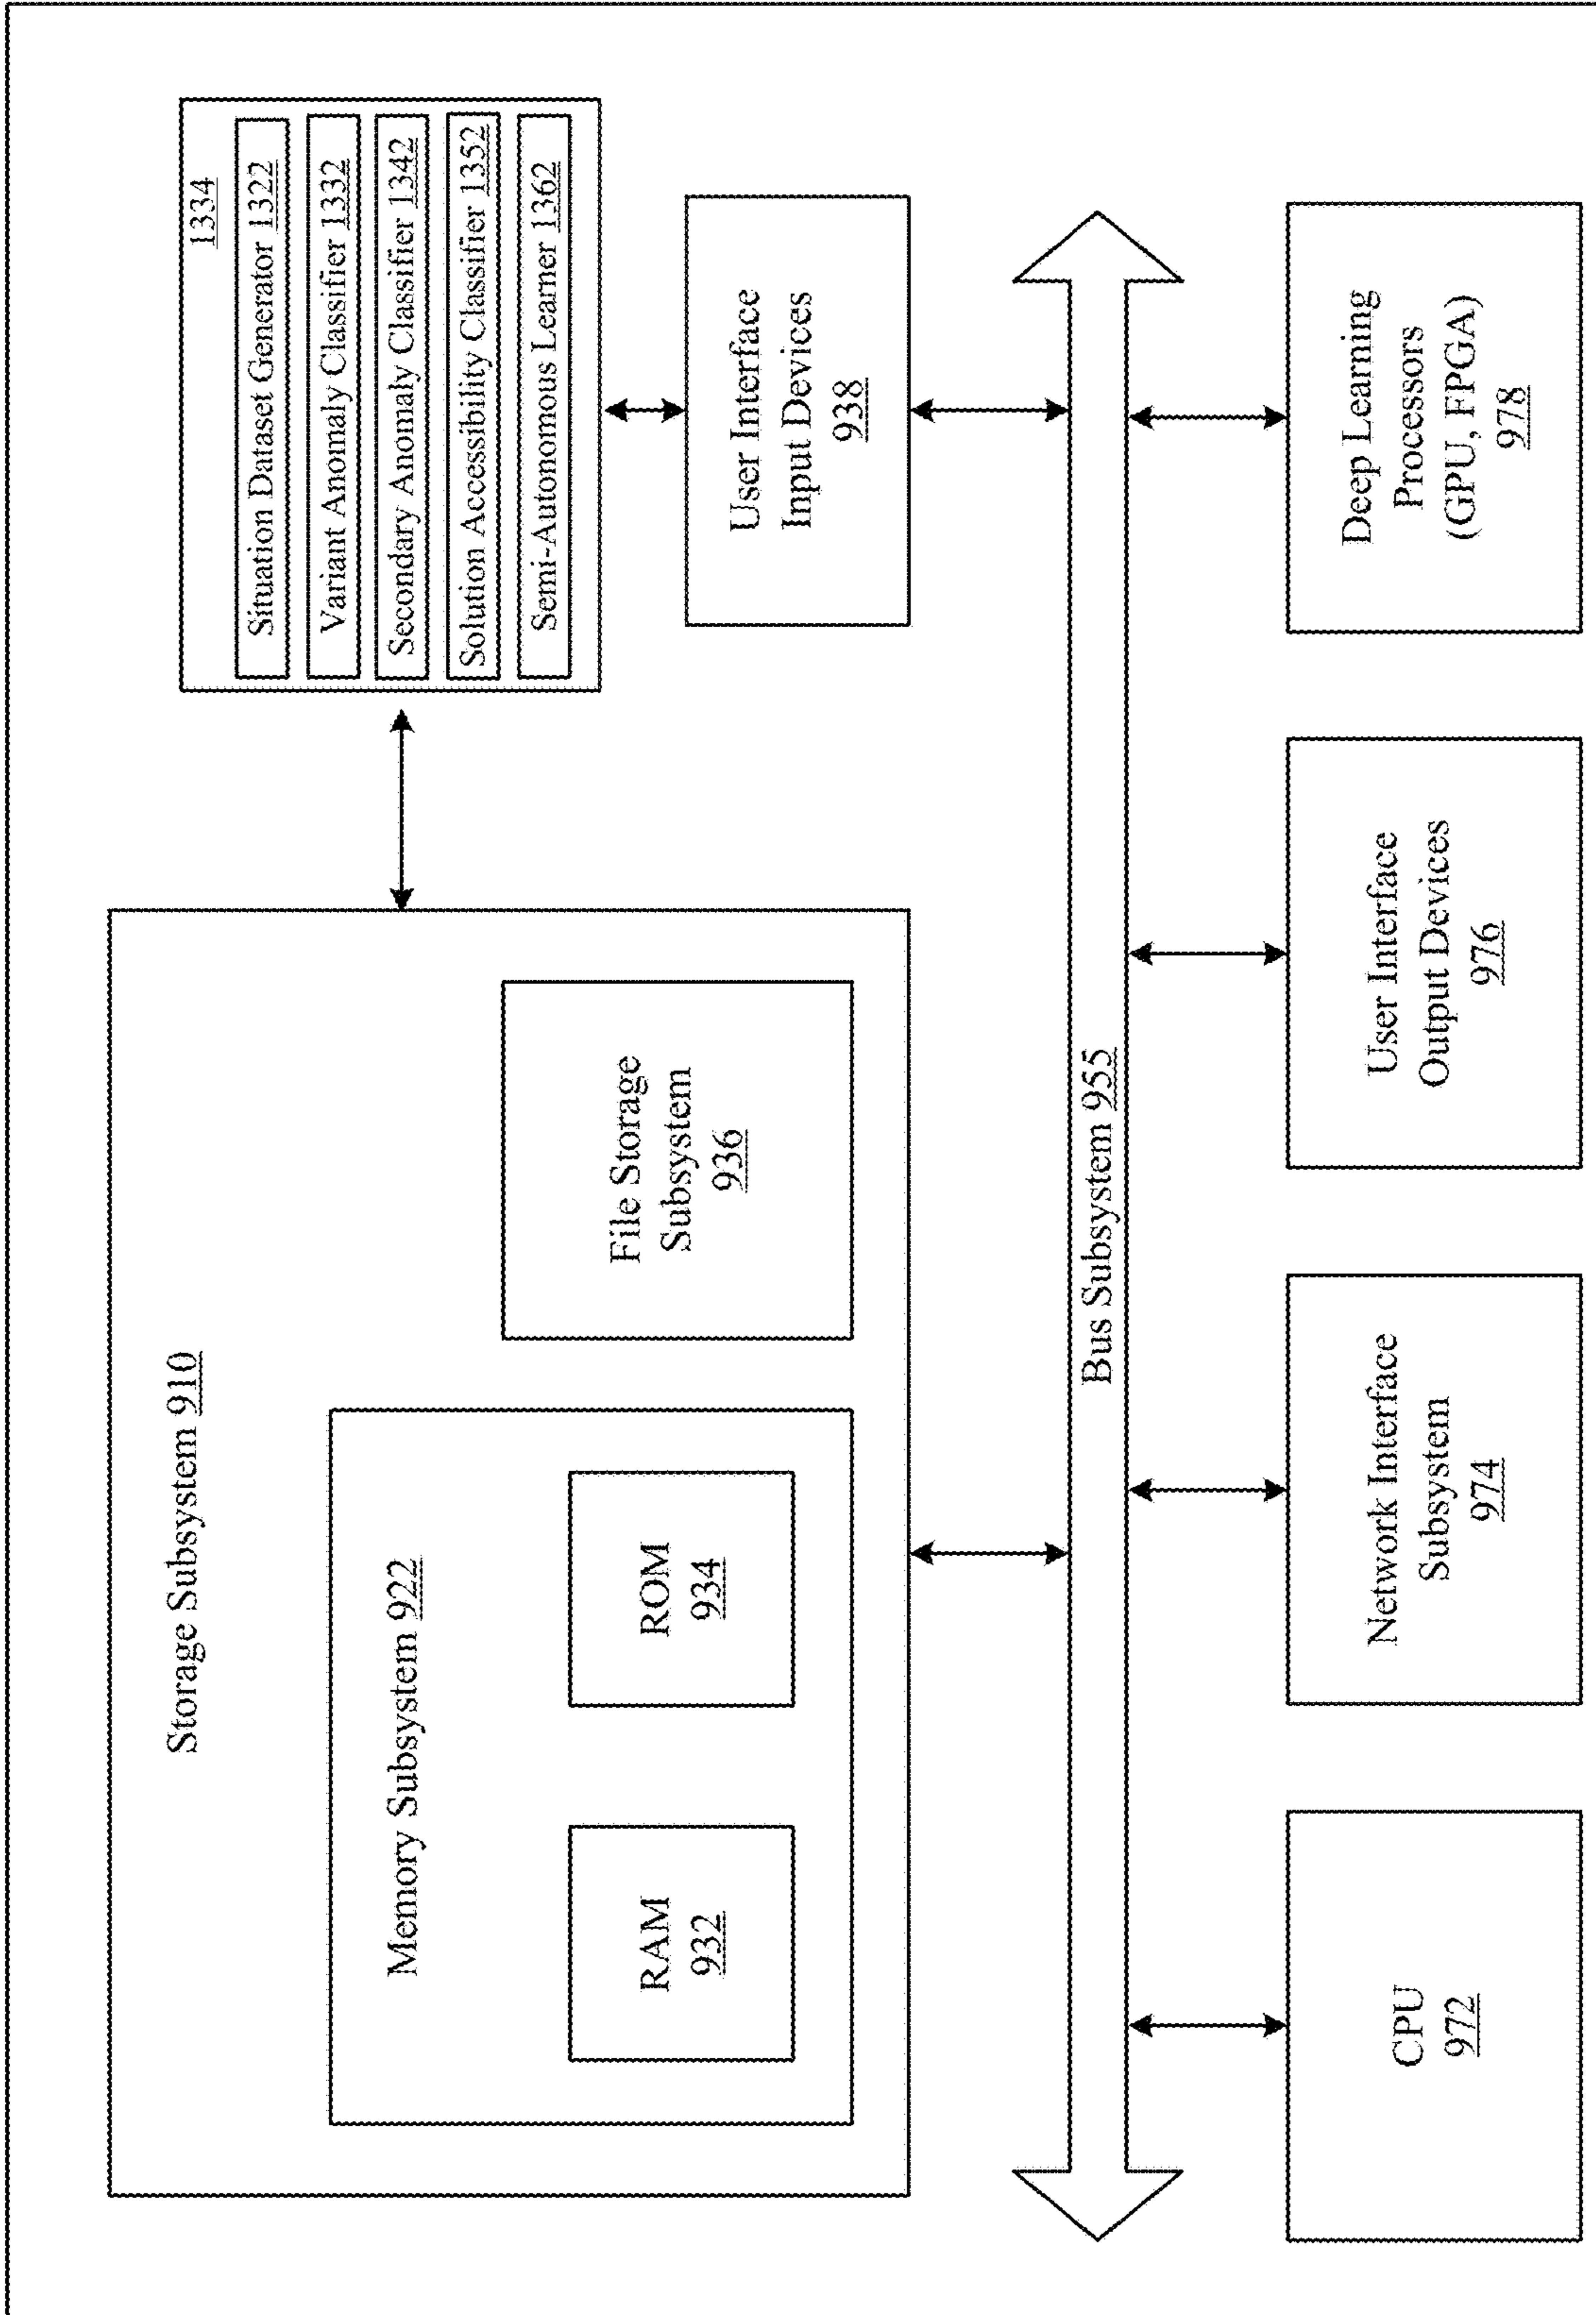 Storage Subsystem 910
Memory Subsystem 922
RAM
932
ROM
934
File Storage
Subsystem
936
1334
Situation Dataset Generator 1322
Variant Anomaly Classifier 1332
Secondary Anomaly Classifier 1342
Solution Accessibility Classifier 1352
Semi-Autonomous Learner 1362
User Interface
Input Devices
938
Bus Subsystem 955
CPU
972
Network Interface
Subsystem
974
User Interface
Output Devices
976
Deep Learning
Processors
(GPU, FPGA)
978